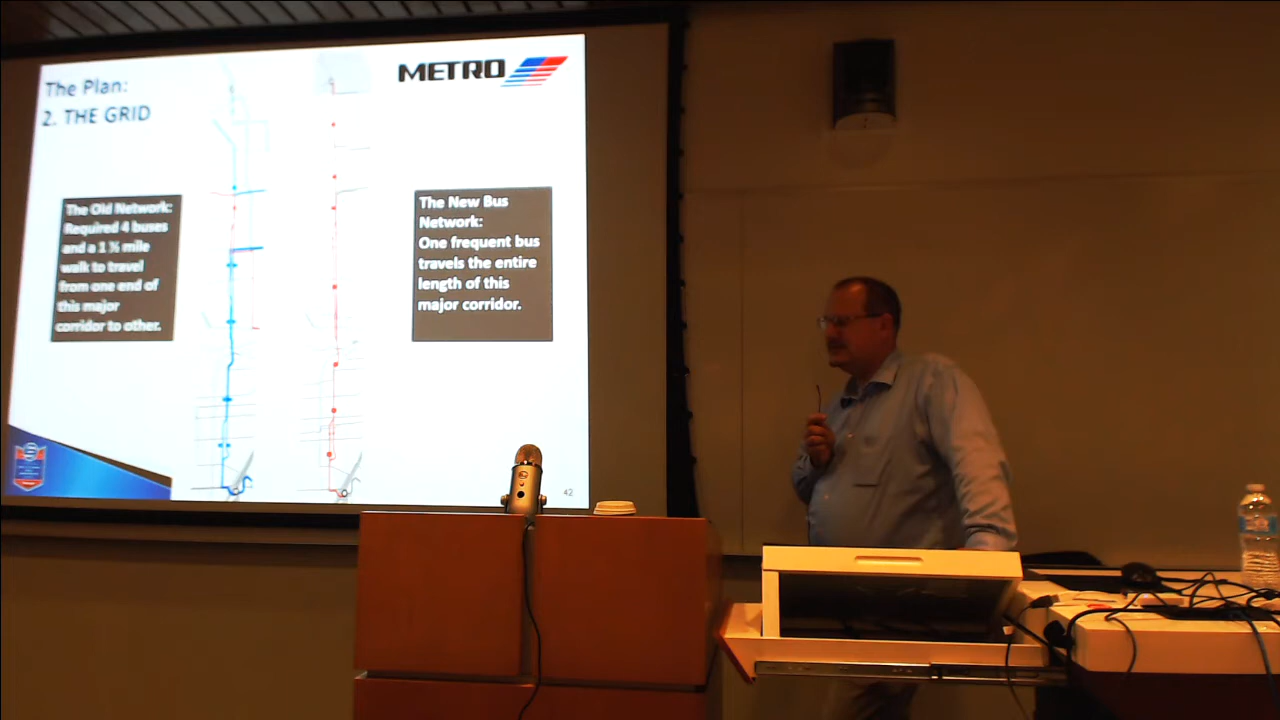 The Plan:
2. THE GRID
METRO
The Old Network:
Required 4 buses
and a 1 ½ mile
walk to travel
from one end of
this major
corridor to other.
The New Bus
Network:
One frequent bus
travels the entire
length of this
major corridor.
42